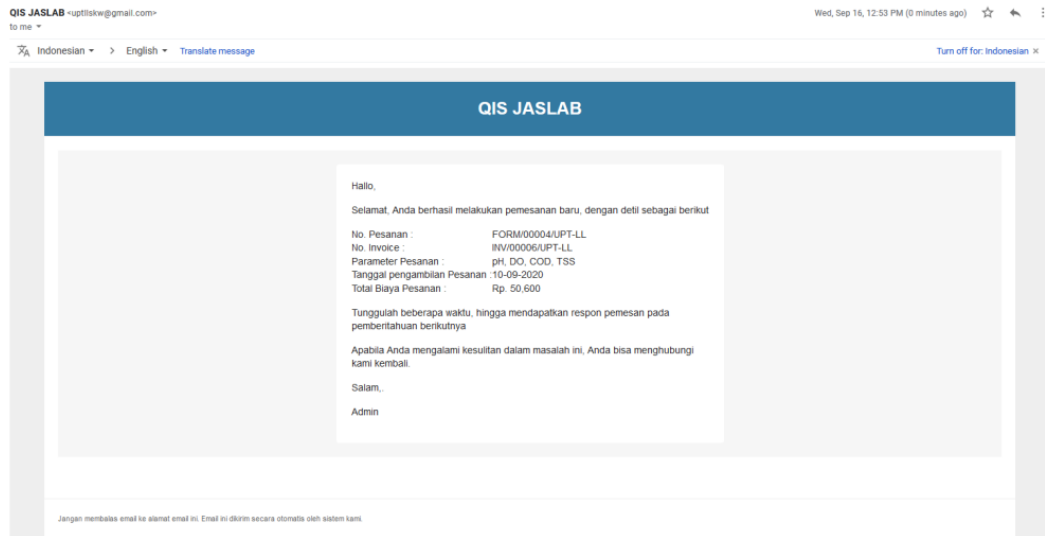 QIS JASLAB <uptllskw@gmail.com>
Wed, Sep 16, 12:53 PM (0 minutes ago)
to me
Indonesian > English Translate message
Turn off for: Indonesian ×
QIS JASLAB
Hallo,
Selamat, Anda berhasil melakukan pemesanan baru, dengan detil sebagai berikut
No. Pesanan : FORM/00004/UPT-LL
No. Invoice : INV/00006/UPT-LL
Parameter Pesanan : pH, DO, COD, TSS
Tanggal pengambilan Pesanan :10-09-2020
Total Biaya Pesanan : Rp. 50,600
Tunggulah beberapa waktu, hingga mendapatkan respon pemesan pada
pemberitahuan berikutnya
Apabila Anda mengalami kesulitan dalam masalah ini, Anda bisa menghubungi
kami kembali.
Salam,.
Admin
Jangan membalas email ke alamat email ini. Email ini dikirim secara otomatis oleh sistem kami.